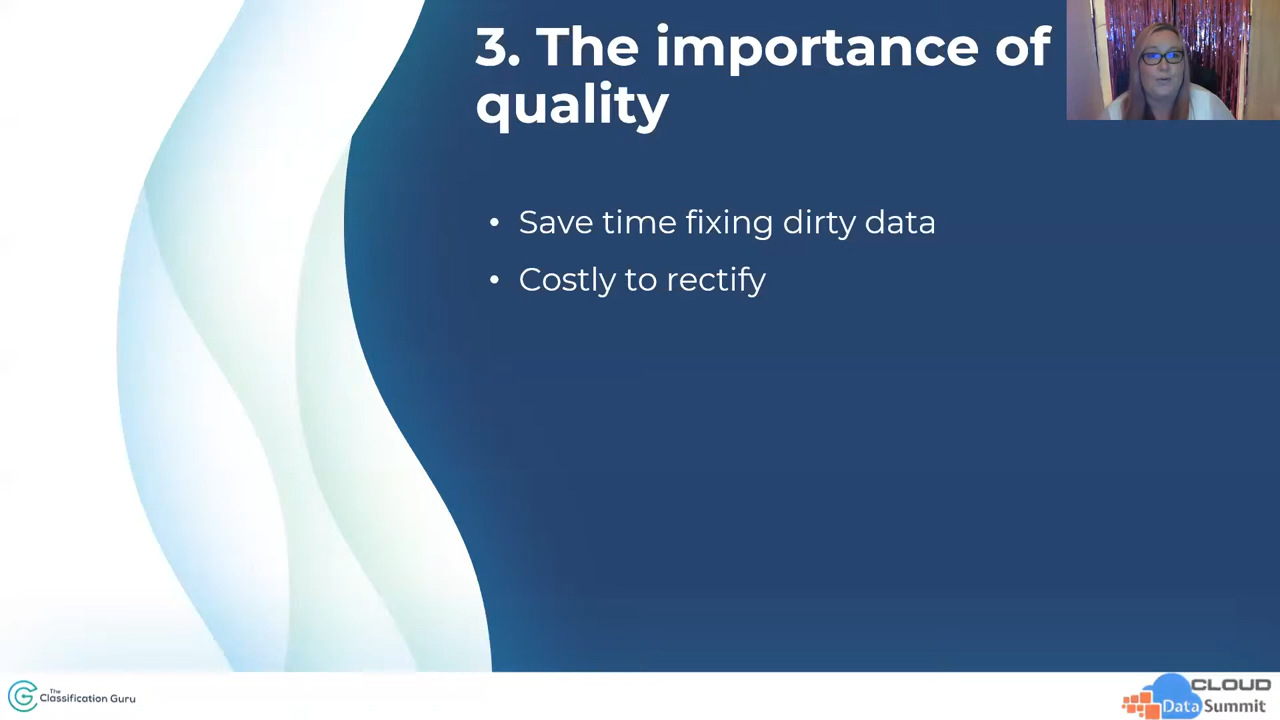 3. The importance of
quality
• Save time fixing dirty data
• Costly to rectify
The
Classification Guru
CLOUD
Data Summit